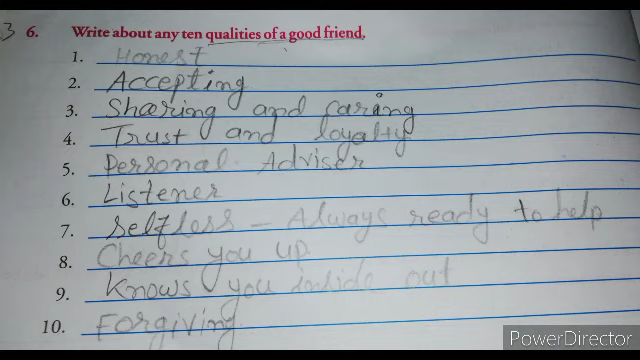 3 6. Write about any ten qualities of a good friend.
1. Honest
2. Accepting
3. Sharing and caring
4. Trust and loyalty
5. Personal Adviser
6. Listener
7. Selfless - Always ready to help
8. Cheers you up
9. Knows you inside out
10. Forgiving
PowerDirector